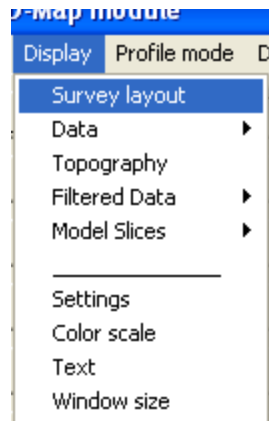 -Map module
Display Profile mode D
Survey layout
Data
Topography
Filtered Data
Model Slices
Settings
Color scale
Text
Window size